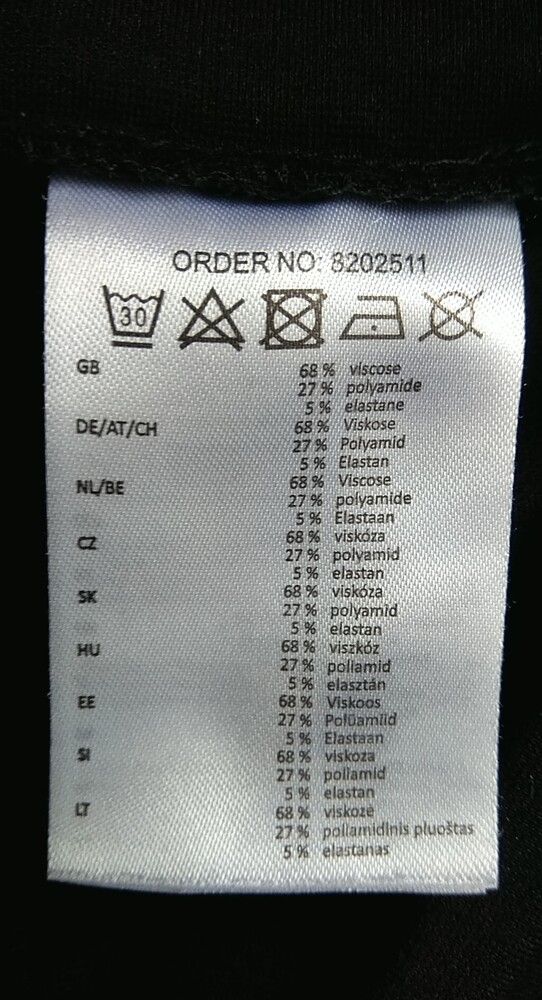 ORDER NO: 8202511
30
GB 68 % viscose
27 % polyamide
5 % elastane
DE/AT/CH 68 % Viskose
27 % Polyamid
5 % Elastan
NL/BE 68 % Viscose
27 % polyamide
5 % Elastaan
CZ 68 % viskóza
27 % polyamid
5 % elastan
SK 68 % viskóza
27 % polyamid
5 % elastan
HU 68 % viszkóz
27 % poliamid
5 % elasztán
EE 68 % Viskoos
27 % Polüamiid
5 % Elastaan
SI 68 % viskoza
27 % poliamid
5 % elastan
LT 68 % viskozė
27 % poliamidinis pluoštas
5 % elastanas